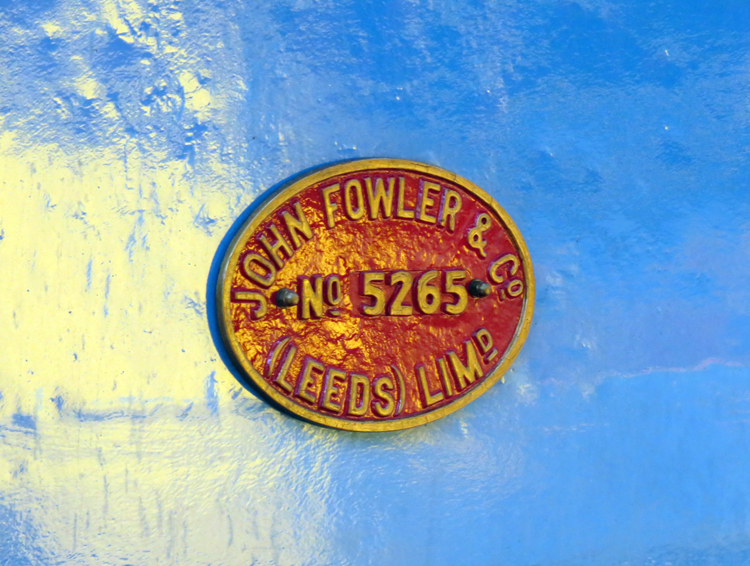 JOHN FOWLER & Cº
Nº 5265
(LEEDS) LIMᴰ